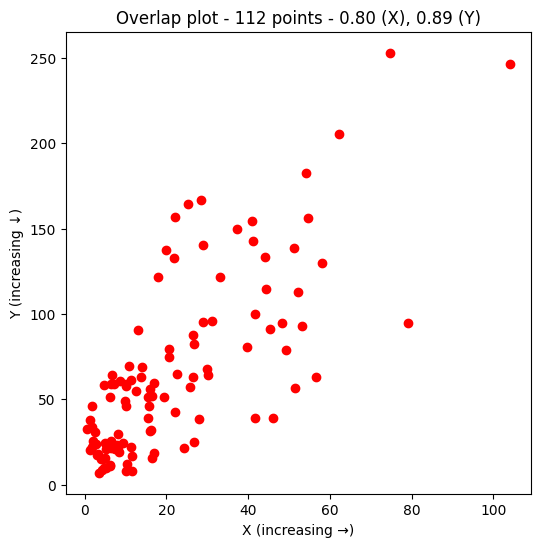 Overlap plot - 112 points - 0.80 (X), 0.89 (Y)
250
200
150
100
50
0
Y (increasing ↓)
0 20 40 60 80 100
X (increasing →)